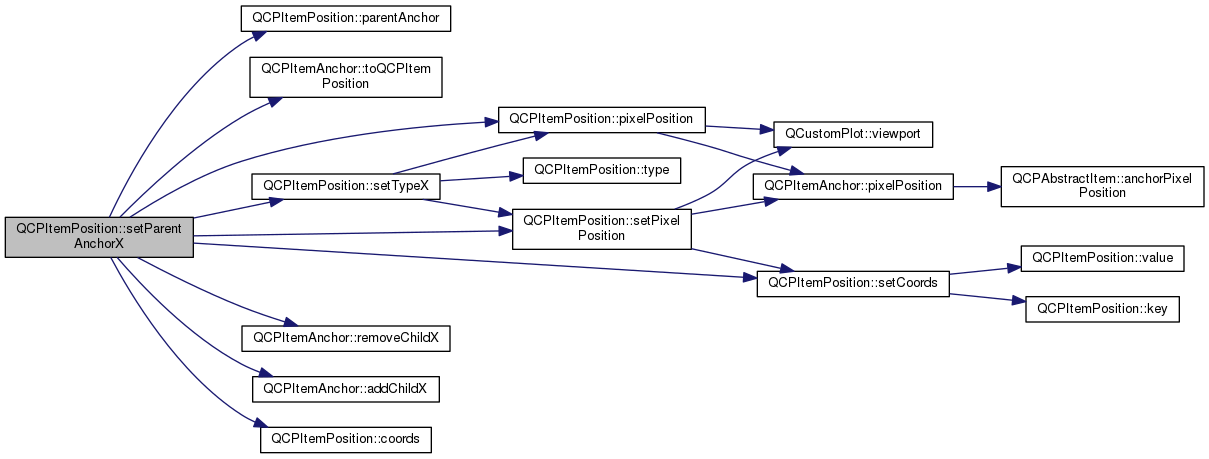 QCPItemPosition::parentAnchor
QCPItemAnchor::toQCPItem
Position
QCPItemPosition::pixelPosition
QCustomPlot::viewport
QCPItemPosition::type
QCPItemPosition::setTypeX
QCPItemAnchor::pixelPosition
QCPAbstractItem::anchorPixel
Position
QCPItemPosition::setParent
AnchorX
QCPItemPosition::setPixel
Position
QCPItemPosition::value
QCPItemPosition::setCoords
QCPItemPosition::key
QCPItemAnchor::removeChildX
QCPItemAnchor::addChildX
QCPItemPosition::coords